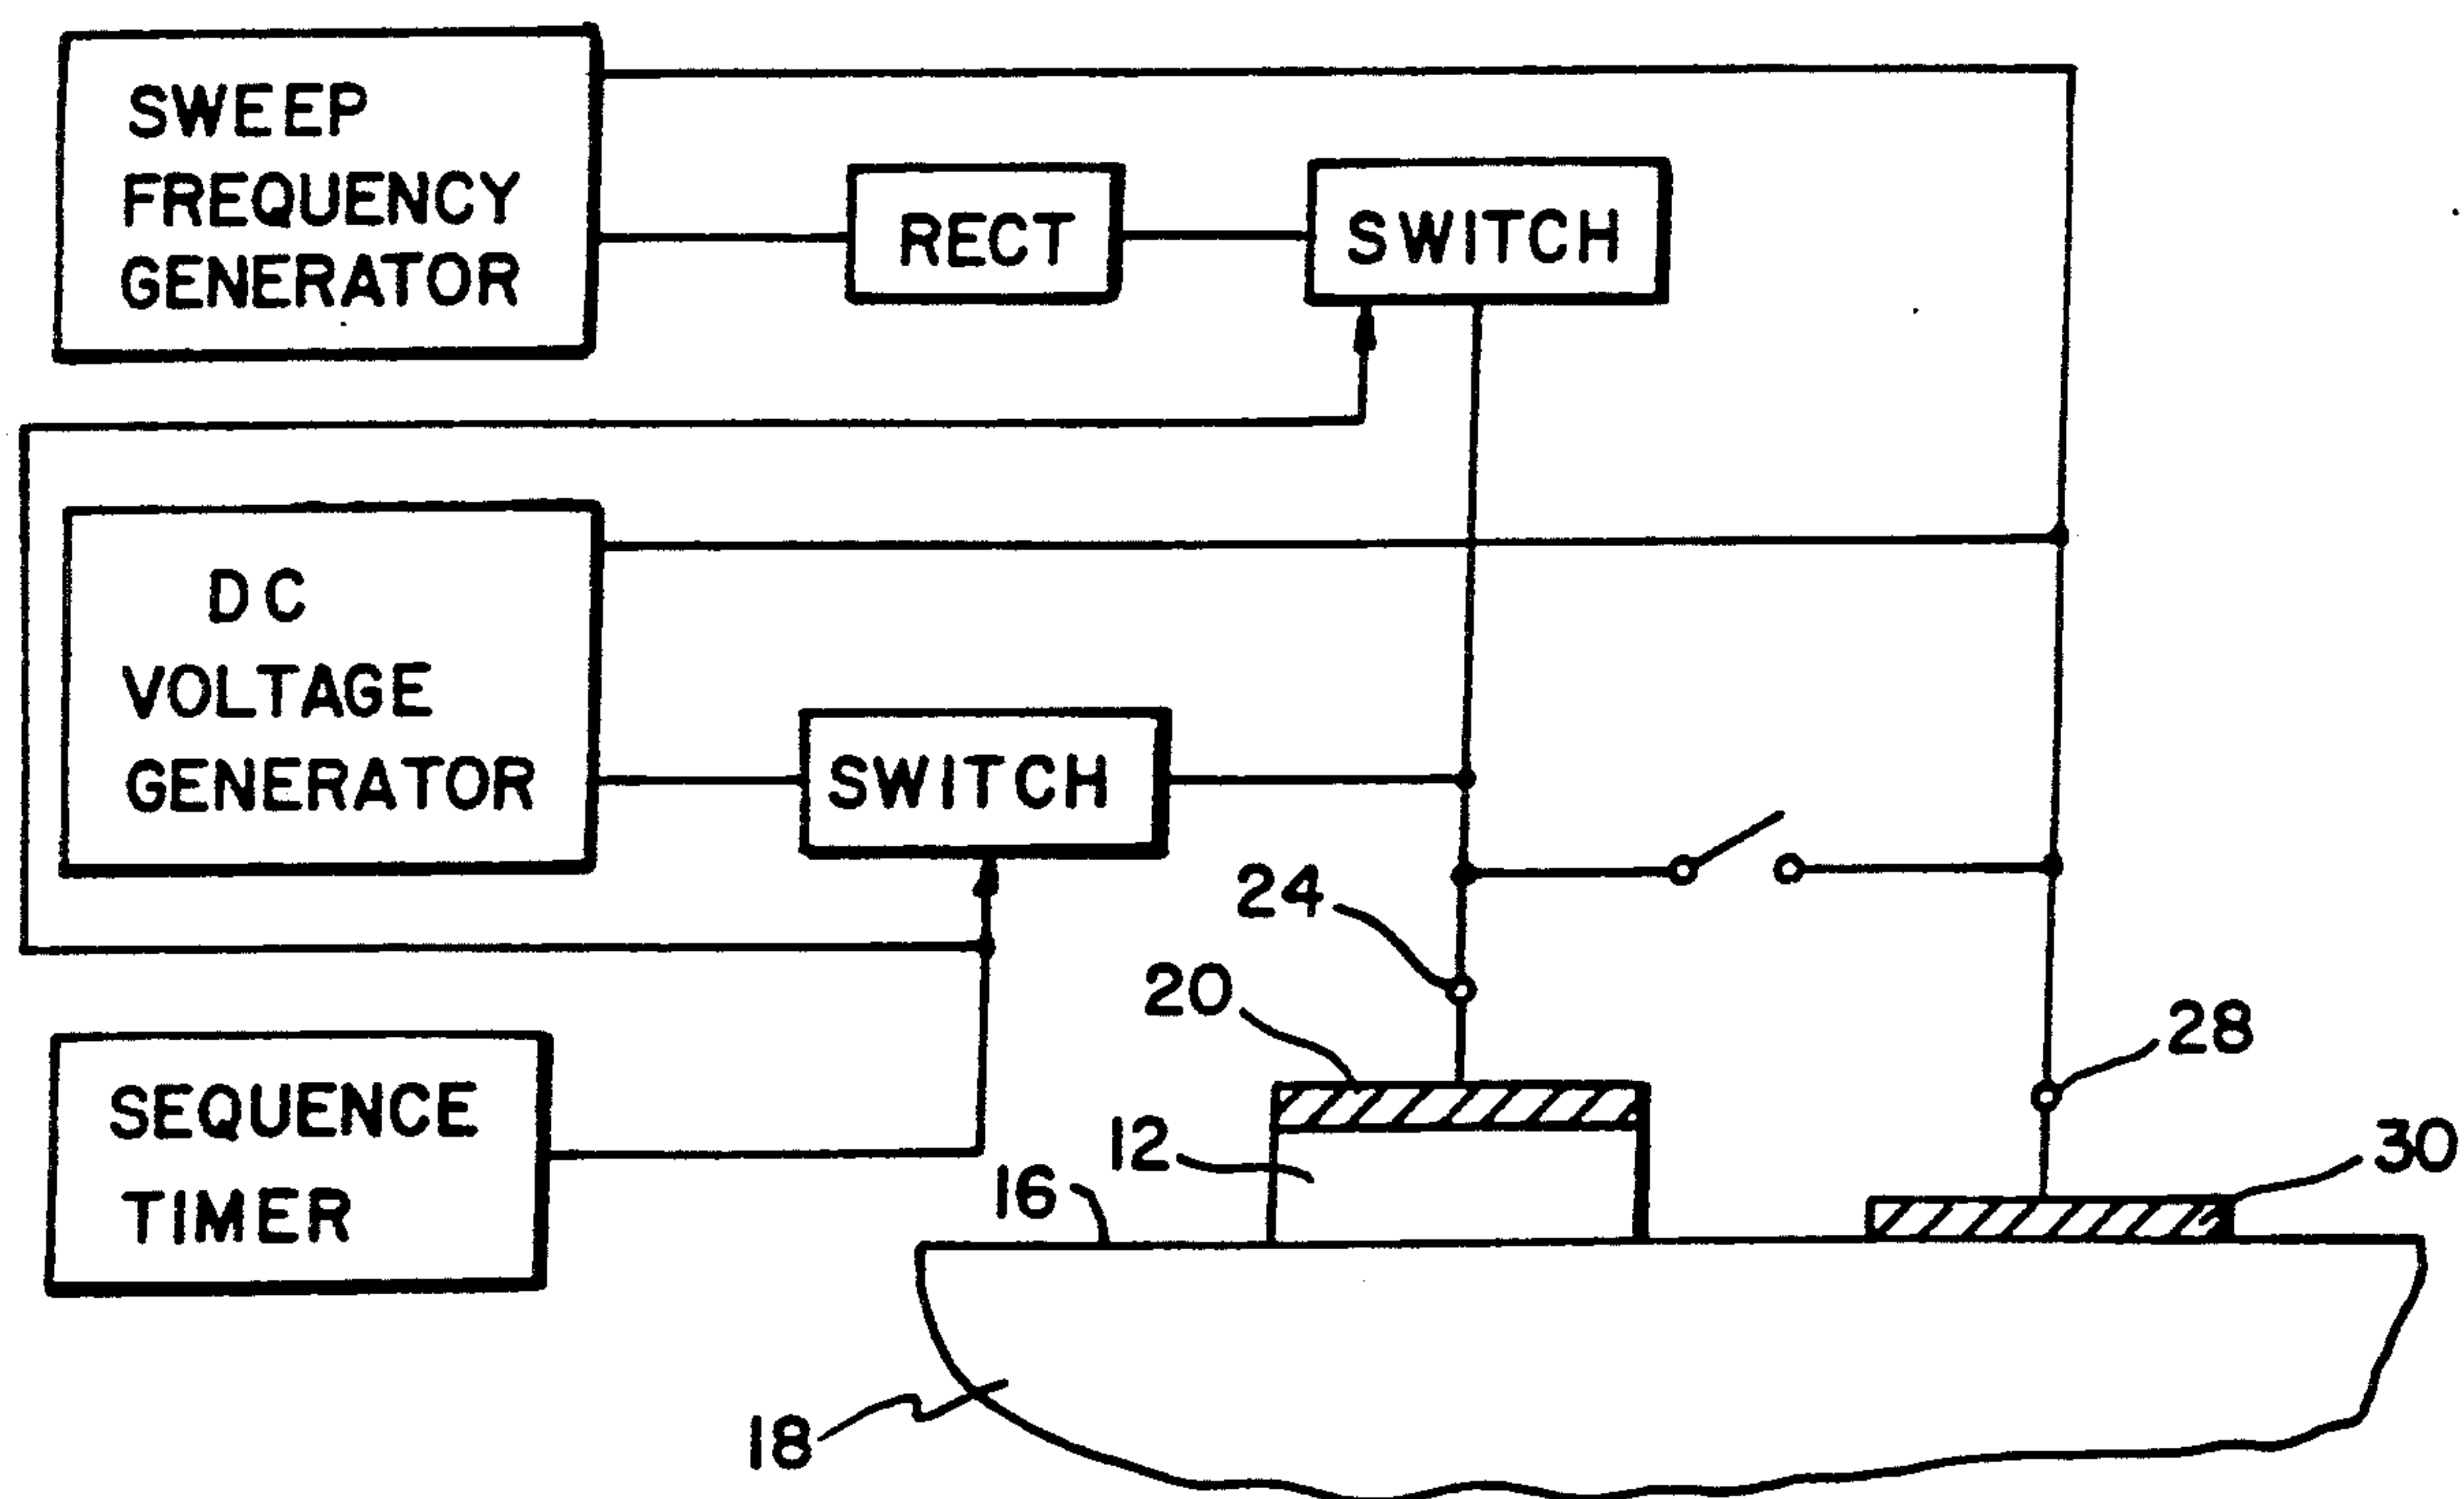 SWEEP
FREQUENCY
GENERATOR
RECT
SWITCH
DC
VOLTAGE
GENERATOR
SWITCH
24
20
28
SEQUENCE
TIMER
12
16
30
18